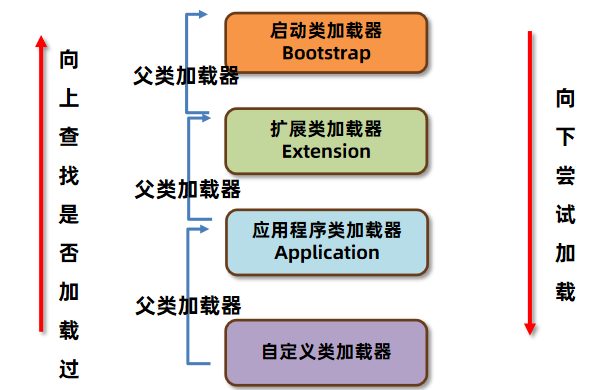 向上查找是否加载过
父类加载器
父类加载器
父类加载器
启动类加载器
Bootstrap
扩展类加载器
Extension
应用程序类加载器
Application
自定义类加载器
向下尝试加载